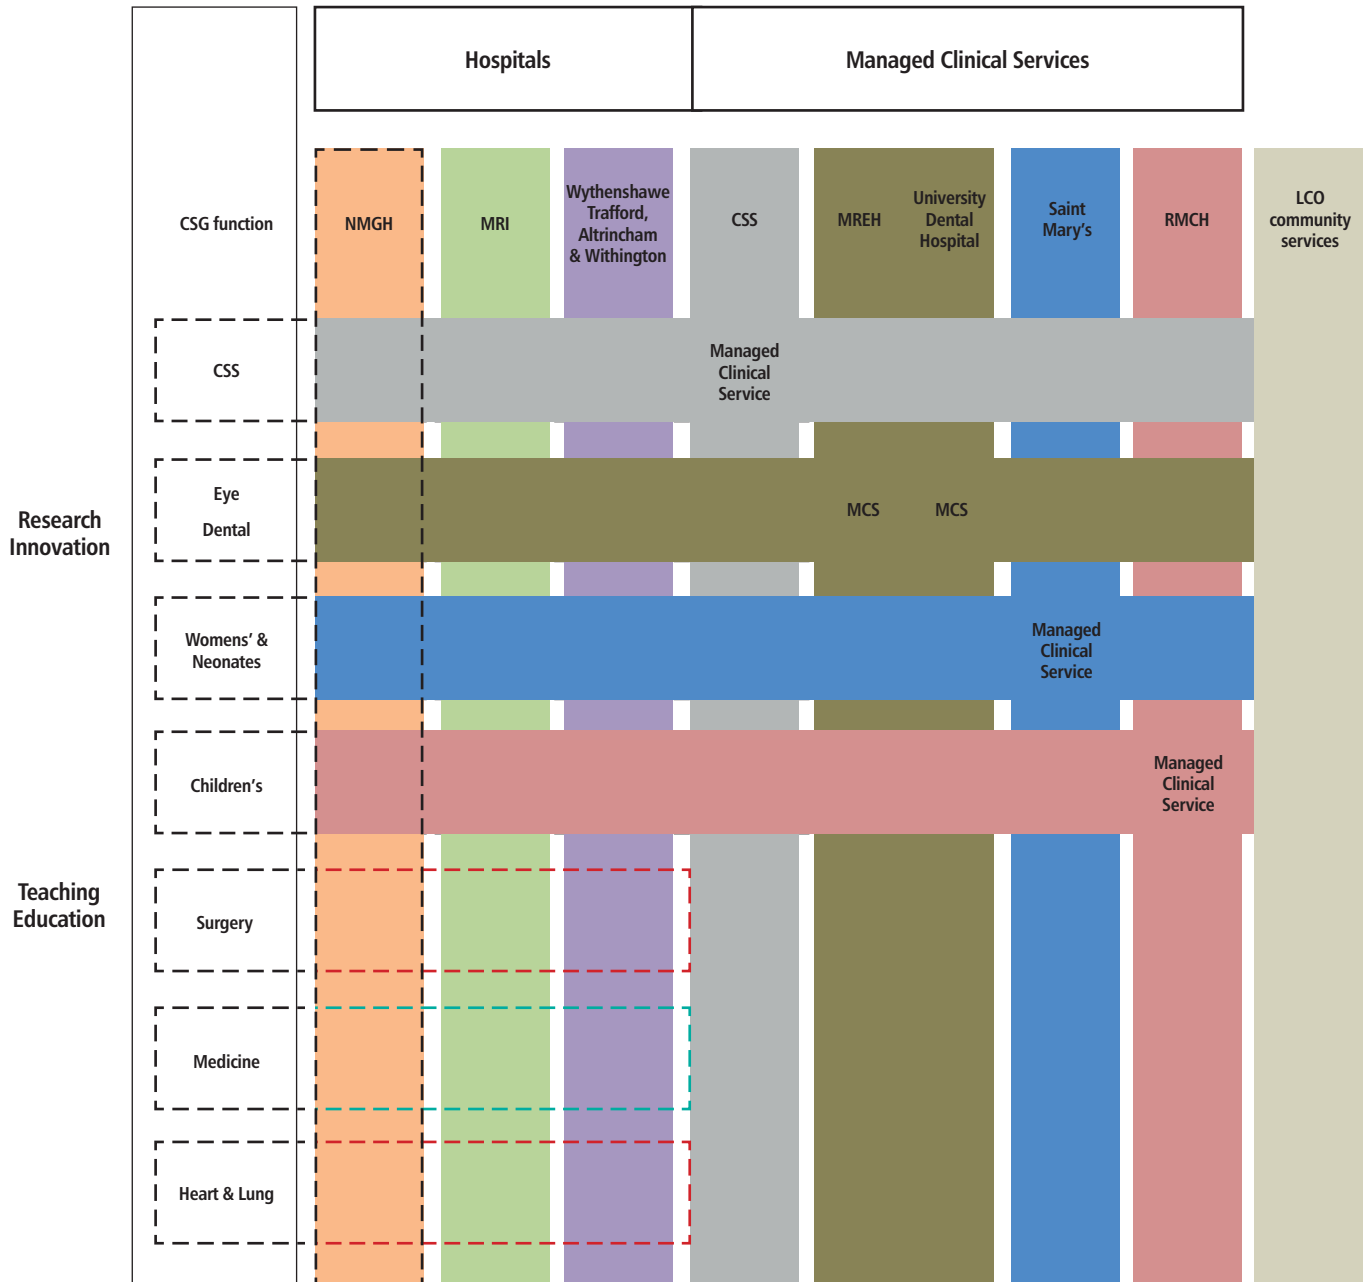 Hospitals
Managed Clinical Services
CSG function
NMGH
MRI
Wythenshawe
Trafford,
Altrincham
& Withington
CSS
MREH
University
Dental
Hospital
Saint
Mary's
RMCH
LCO
community
services
CSS
Managed
Clinical
Service
Research
Innovation
Eye
Dental
MCS
MCS
Womens' &
Neonates
Managed
Clinical
Service
Children's
Managed
Clinical
Service
Teaching
Education
Surgery
Medicine
Heart & Lung